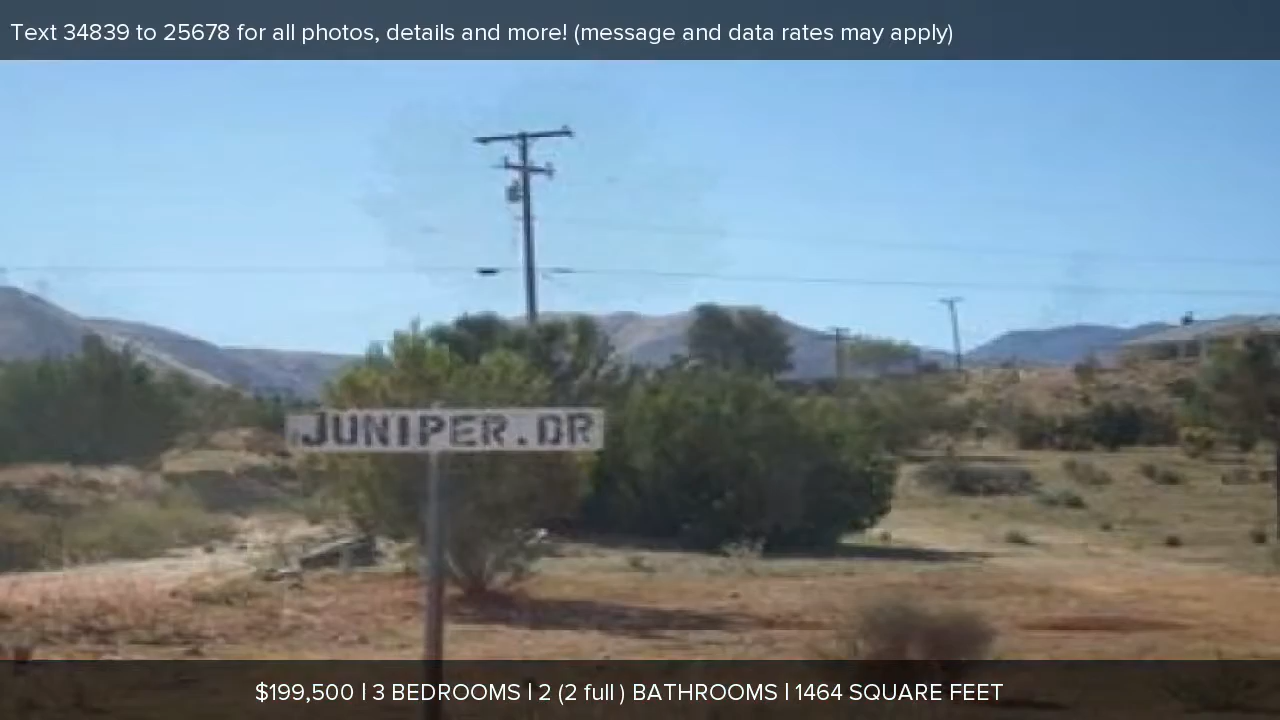 Text 34839 to 25678 for all photos, details and more! (message and data rates may apply)
JUNIPER.DR
$199,500 | 3 BEDROOMS | 2 (2 full ) BATHROOMS | 1464 SQUARE FEET